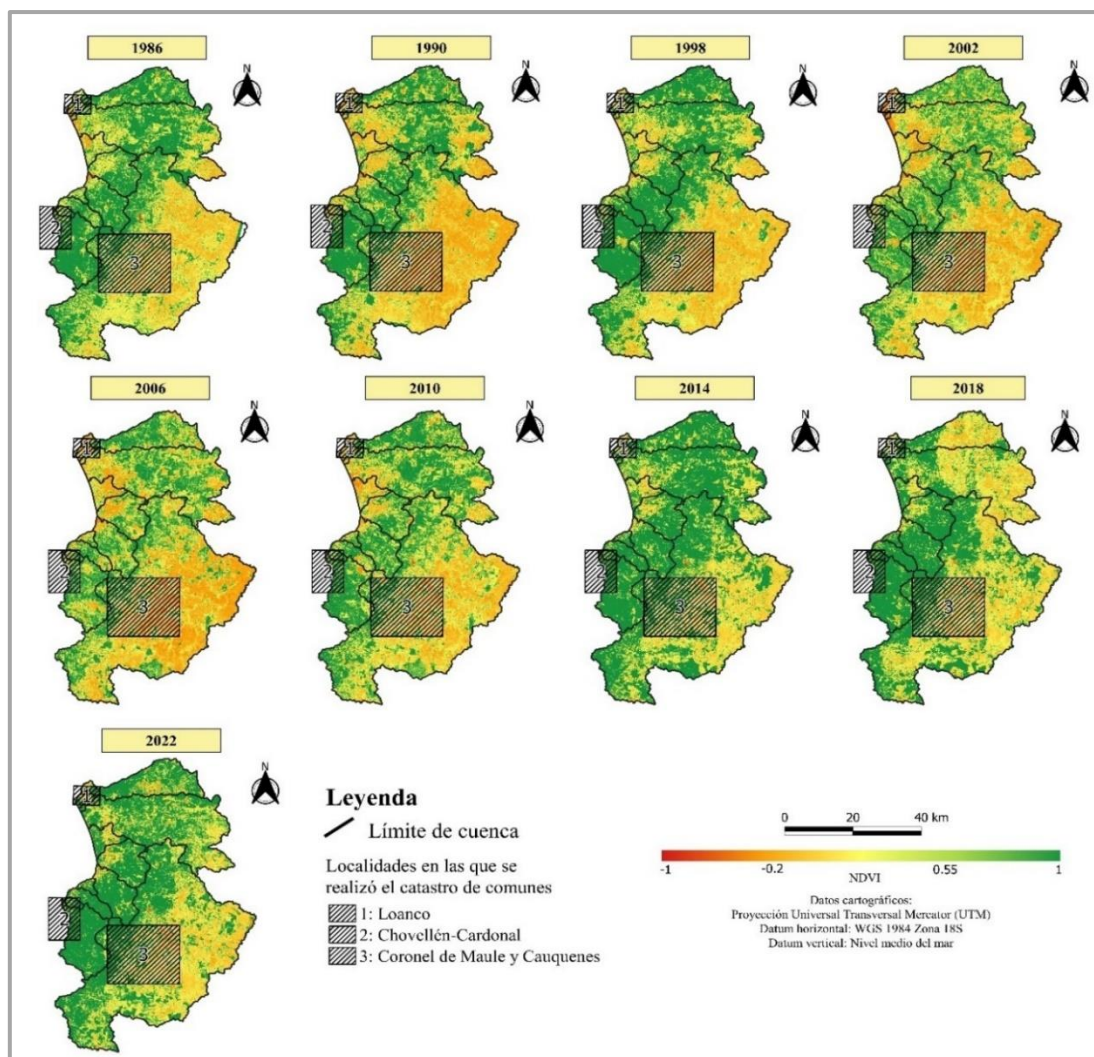 1986
1990
1998
2002
N
N
N
N
1
1
1
1
2
2
2
2
3
3
3
3
2006
2010
2014
2018
N
N
N
N
1
1
1
1
2
2
2
2
3
3
3
3
2022
N
1
2
3
Leyenda
Límite de cuenca
Localidades en las que se
realizó el catastro de comunes
1: Loanco
2: Chovellén-Cardonal
3: Coronel de Maule y Cauquenes
0 20 40 km
-1 -0.2 0.55 1
NDVI
Datos cartográficos:
Proyección Universal Transversal Mercator (UTM)
Datum horizontal: WGS 1984 Zona 18S
Datum vertical: Nivel medio del mar